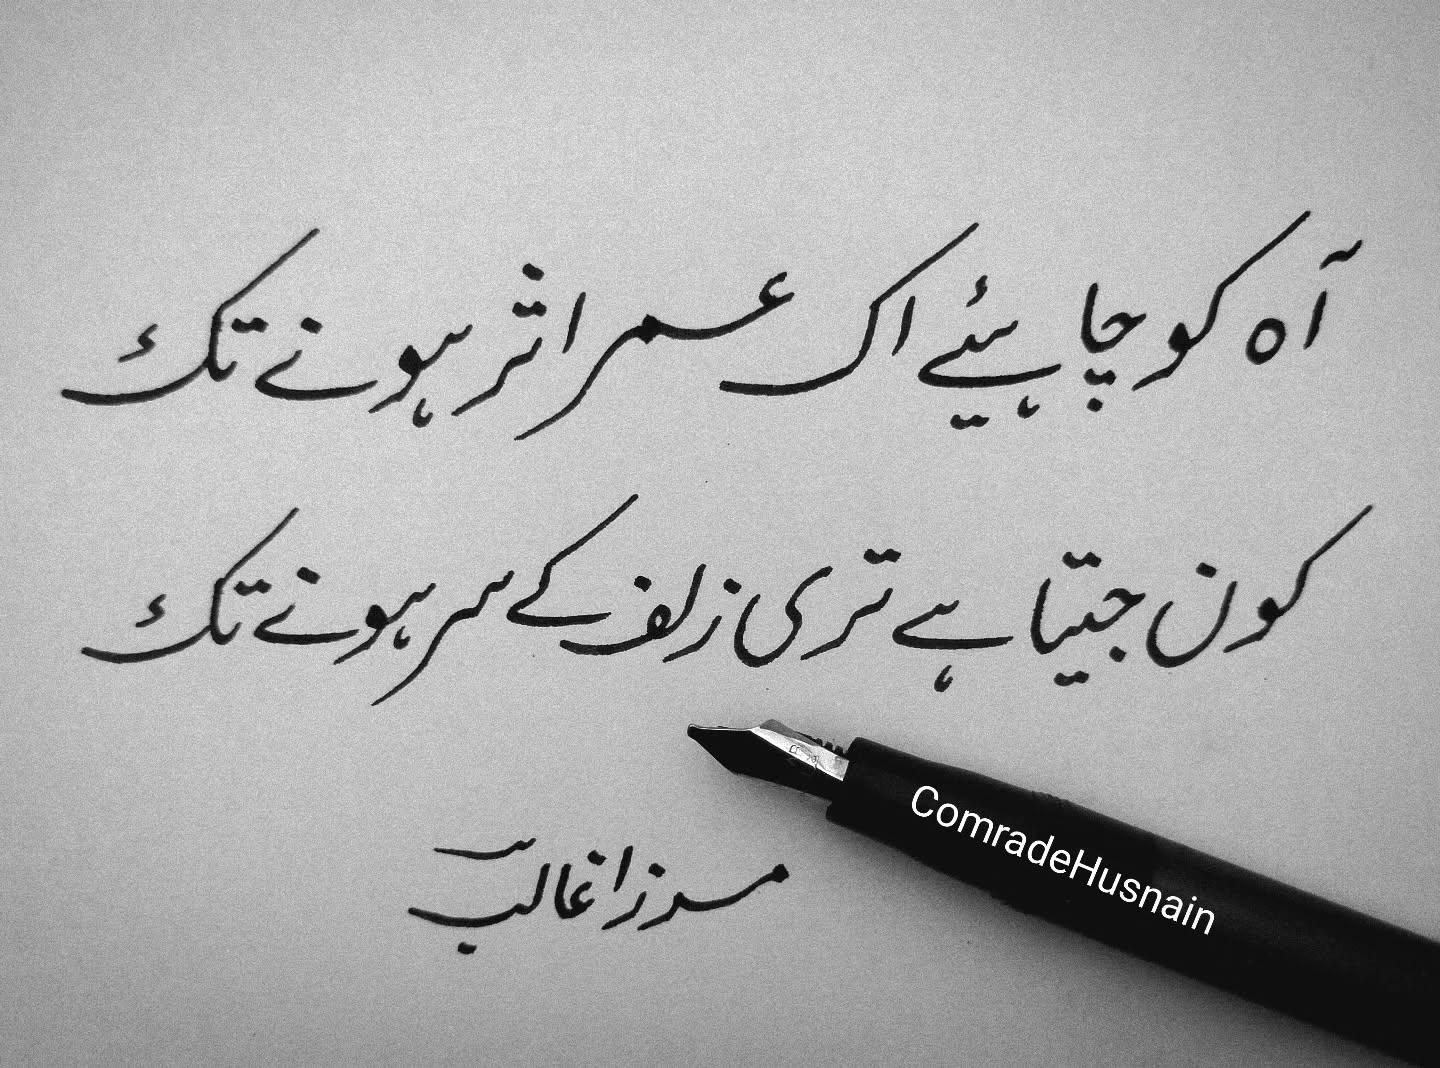 آہ کو چاہیئے اک عمر اثر ہونے تک
کون جیتا ہے تری زلف کے سر ہونے تک
مرزا غالب
ComradeHusnain